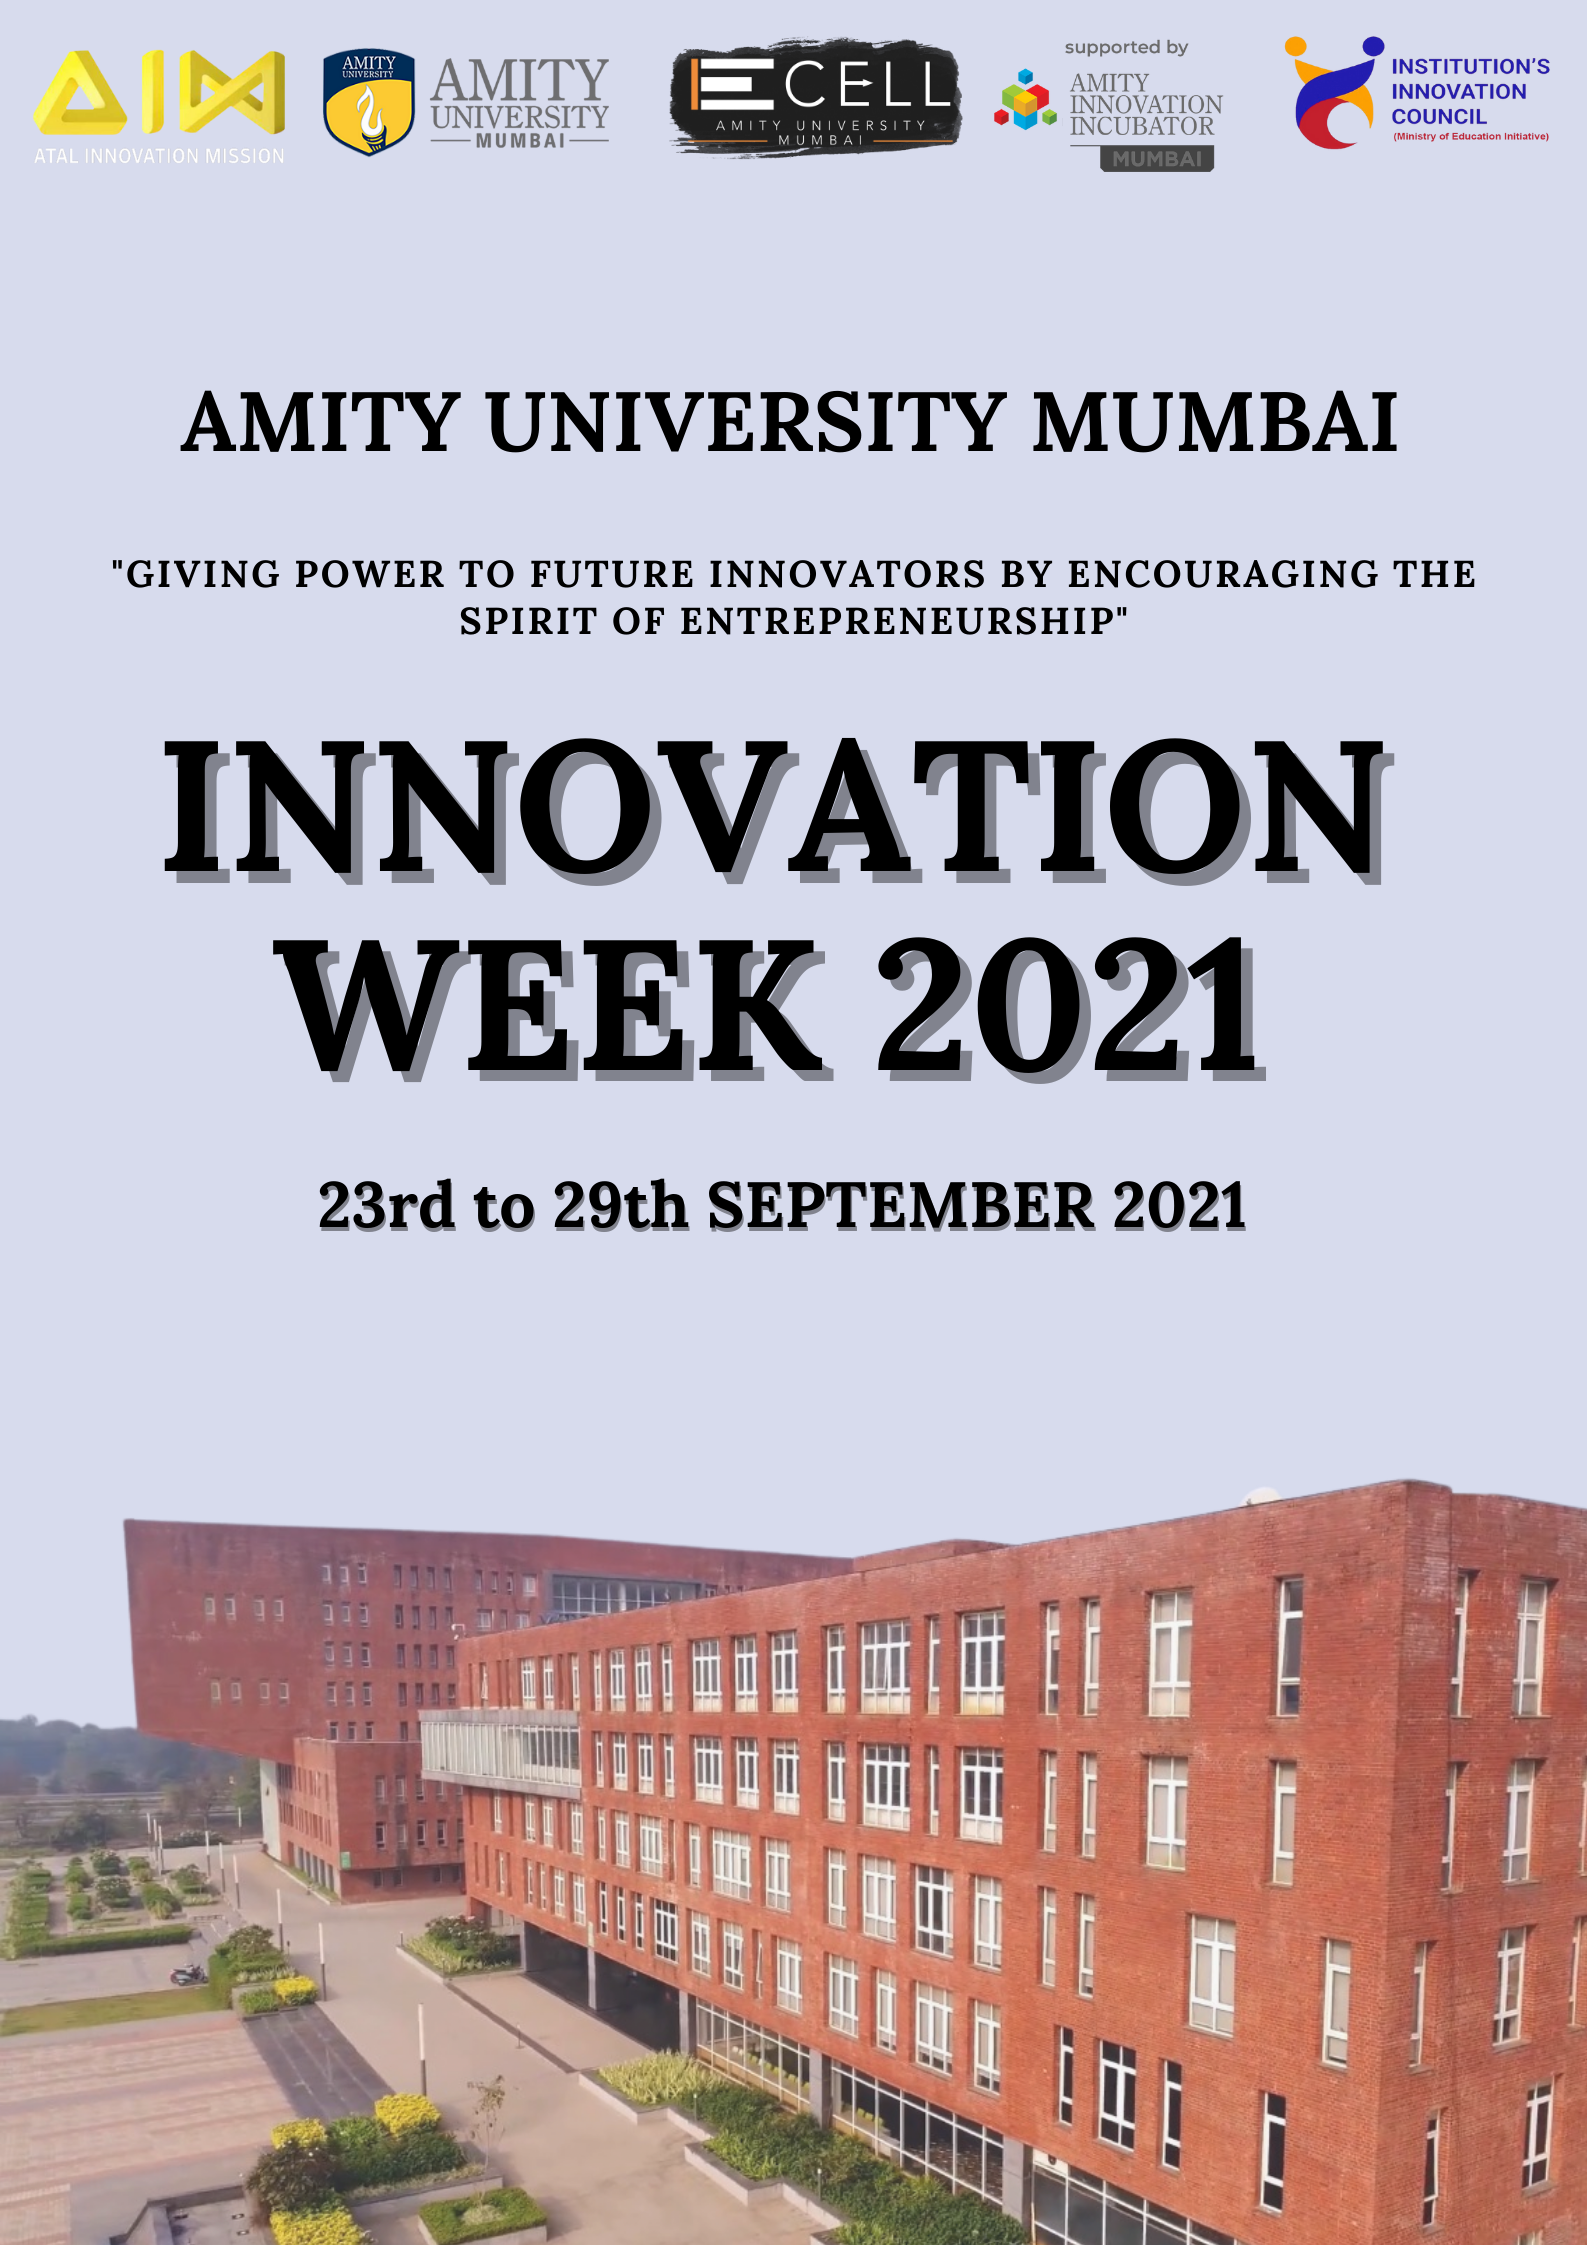 ATAL INNOVATION MISSION
AMITY
UNIVERSITY
AMITY
UNIVERSITY
MUMBAI
E CELL
AMITY UNIVERSITY
MUMBAI
supported by
AMITY
INNOVATION
INCUBATOR
MUMBAI
INSTITUTION'S
INNOVATION
COUNCIL
(Ministry of Education Initiative)
AMITY UNIVERSITY MUMBAI
"GIVING POWER TO FUTURE INNOVATORS BY ENCOURAGING THE
SPIRIT OF ENTREPRENEURSHIP"
INNOVATION
WEEK 2021
23rd to 29th SEPTEMBER 2021